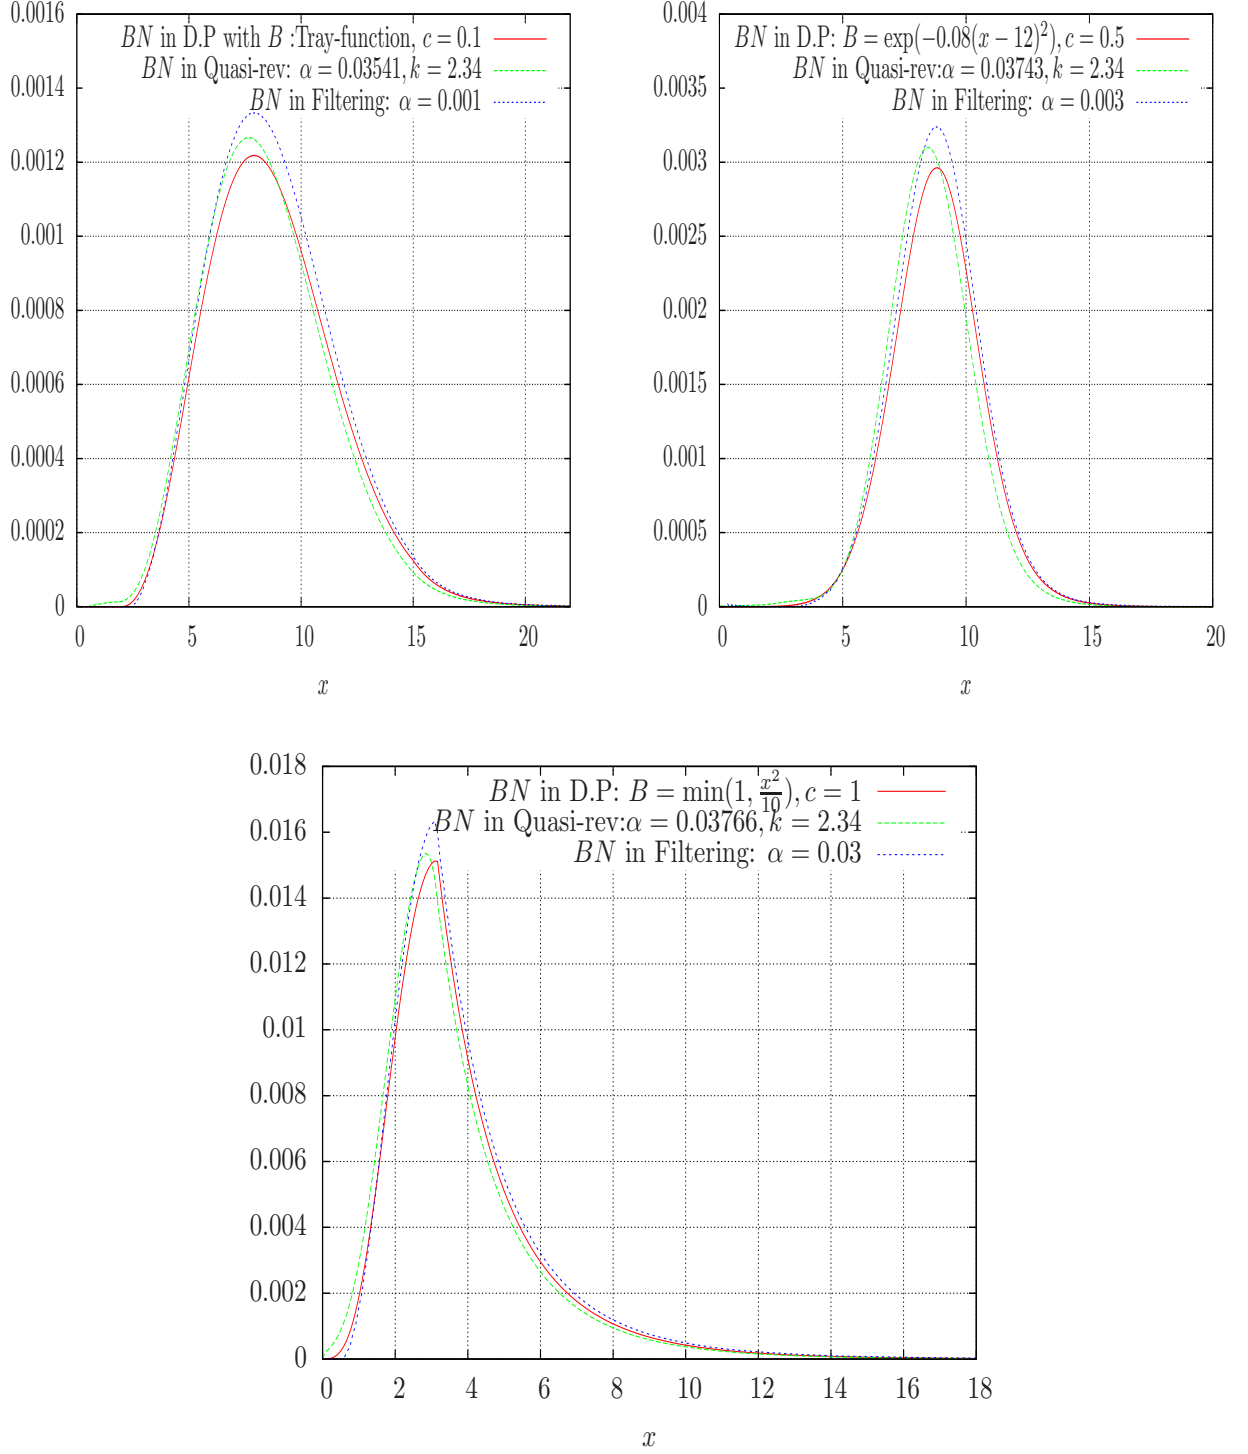 0.0016
BN in D.P with B :Tray-function, c = 0.1
BN in Quasi-rev: α = 0.03541, k = 2.34
BN in Filtering: α = 0.001
0.0014
0.0012
0.001
0.0008
0.0006
0.0004
0.0002
0
0 5 10 15 20
x
0.004
BN in D.P: B = exp(−0.08(x − 12)²), c = 0.5
BN in Quasi-rev:α = 0.03743, k = 2.34
BN in Filtering: α = 0.003
0.0035
0.003
0.0025
0.002
0.0015
0.001
0.0005
0
0 5 10 15 20
x
0.018
BN in D.P: B = min(1, x²/10), c = 1
BN in Quasi-rev:α = 0.03766, k = 2.34
BN in Filtering: α = 0.03
0.016
0.014
0.012
0.01
0.008
0.006
0.004
0.002
0
0 2 4 6 8 10 12 14 16 18
x